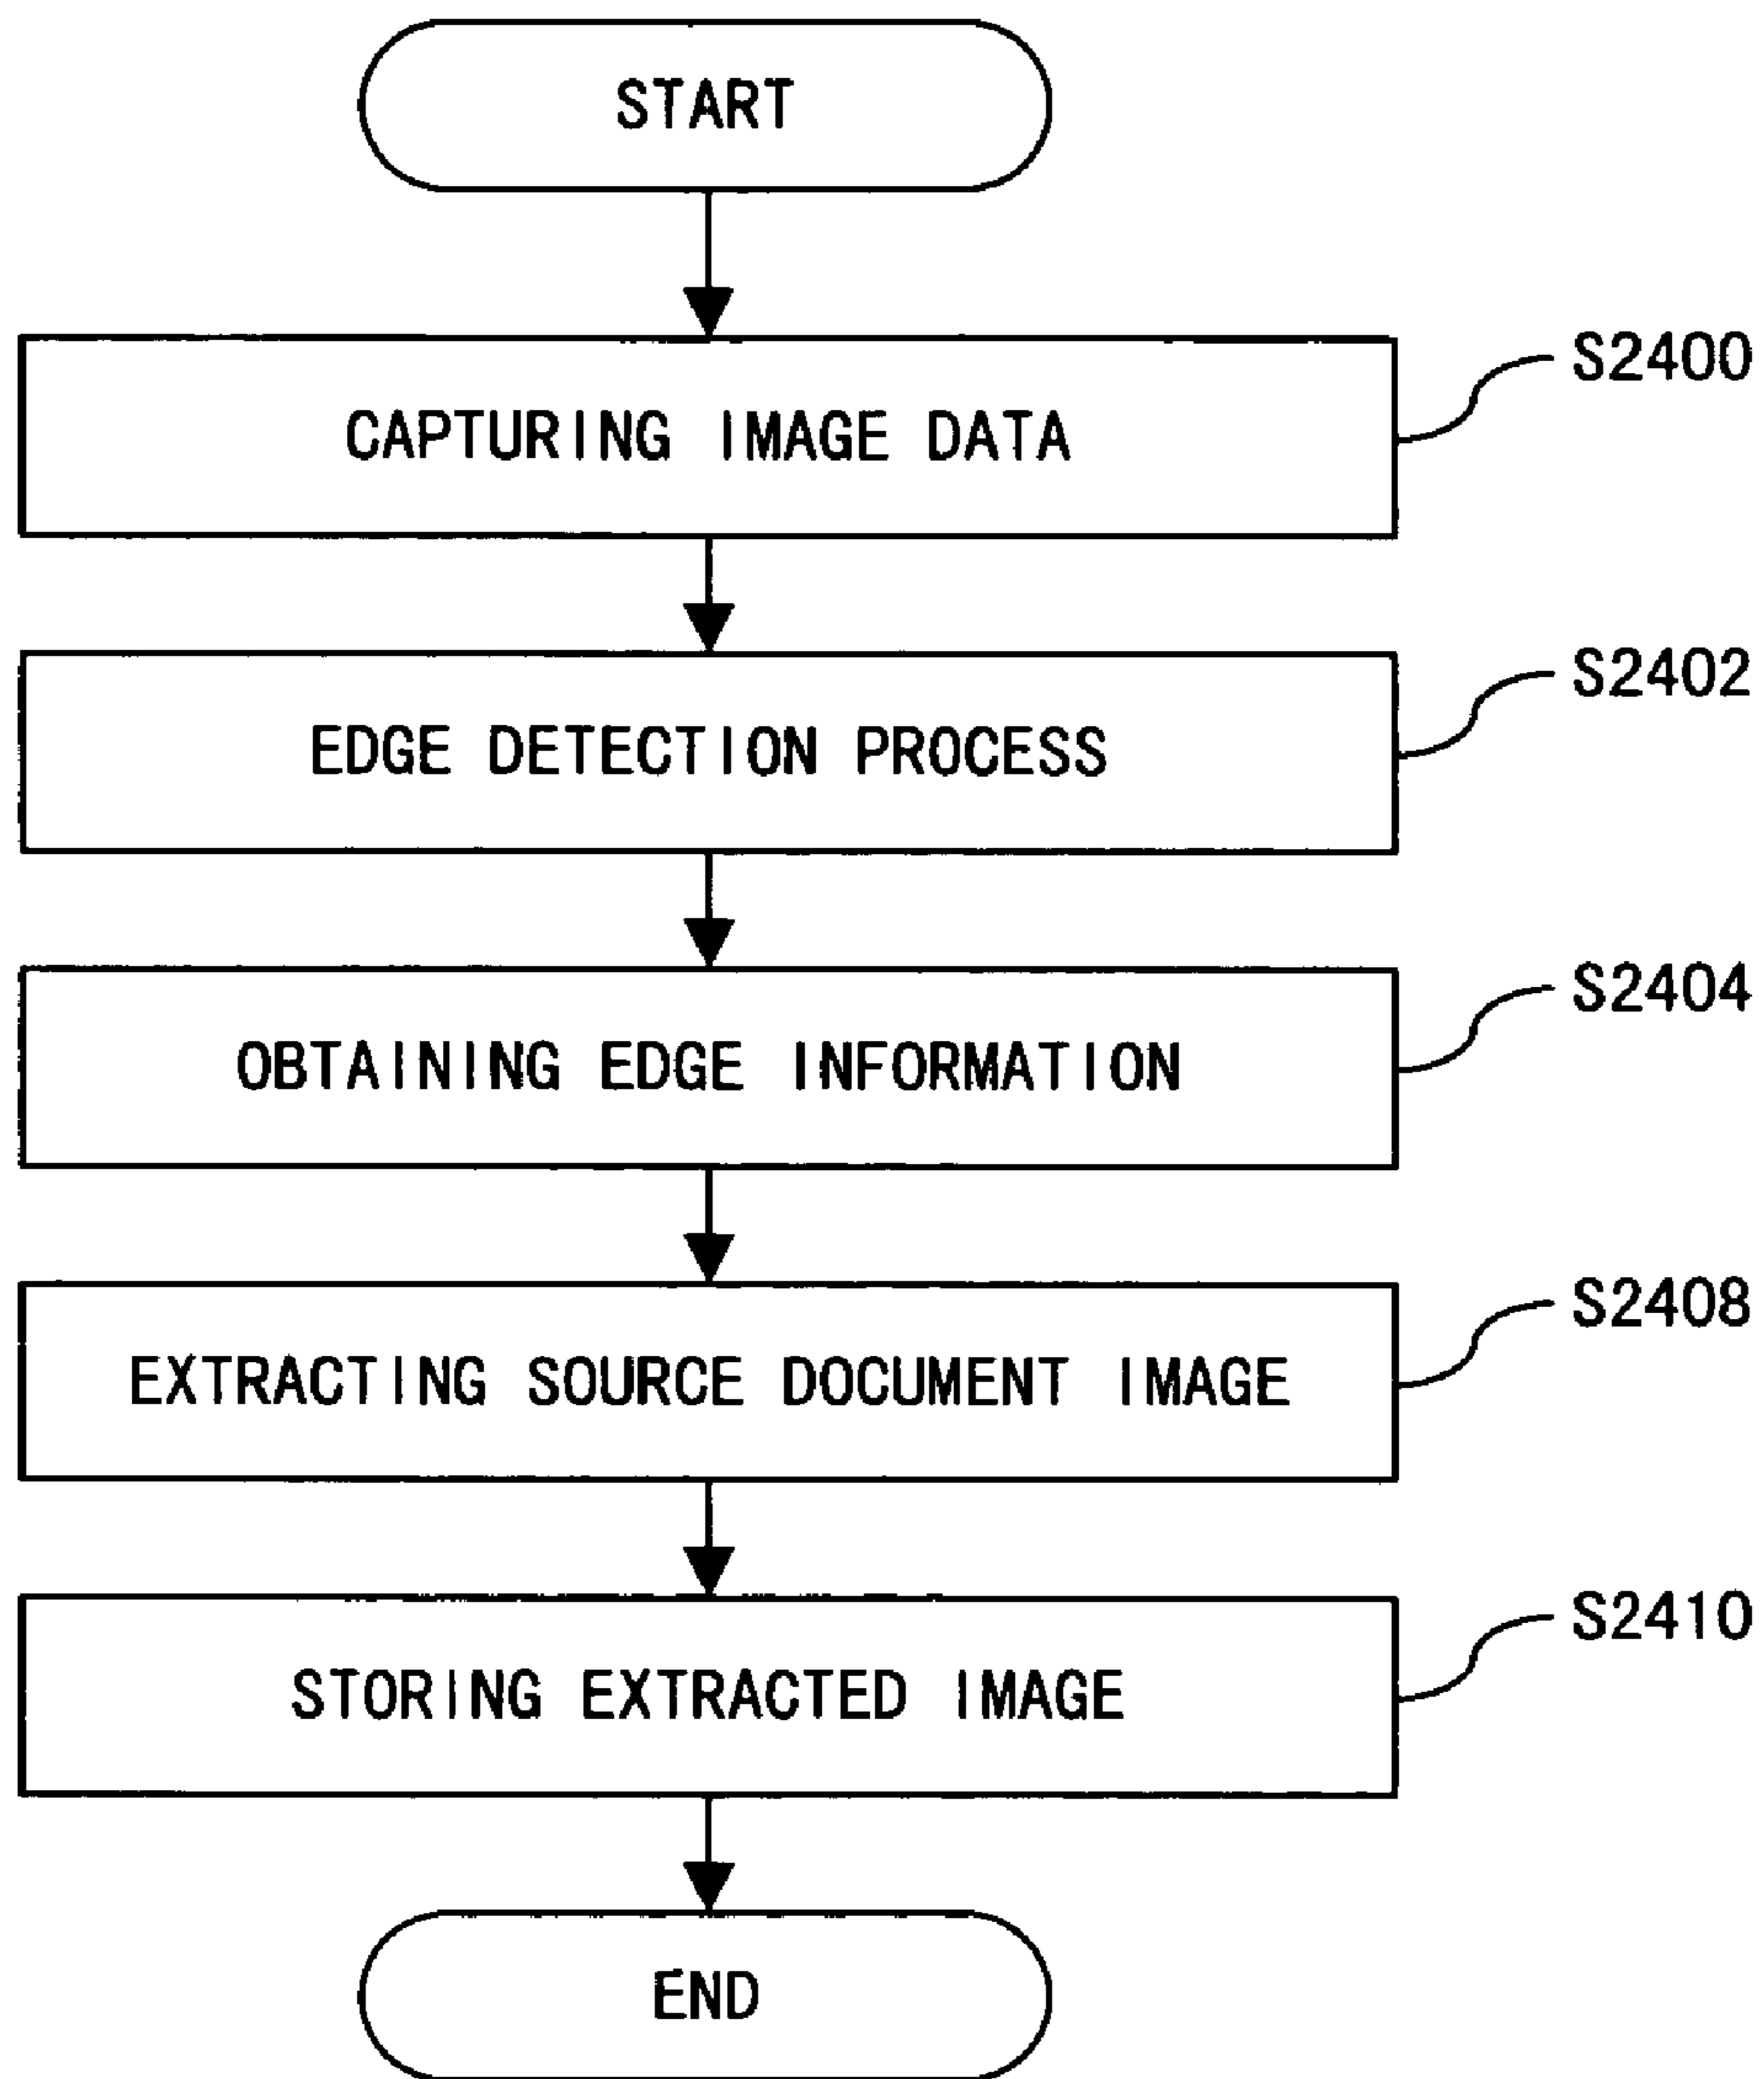 START
S2400
CAPTURING IMAGE DATA
S2402
EDGE DETECTION PROCESS
S2404
OBTAINING EDGE INFORMATION
S2408
EXTRACTING SOURCE DOCUMENT IMAGE
S2410
STORING EXTRACTED IMAGE
END